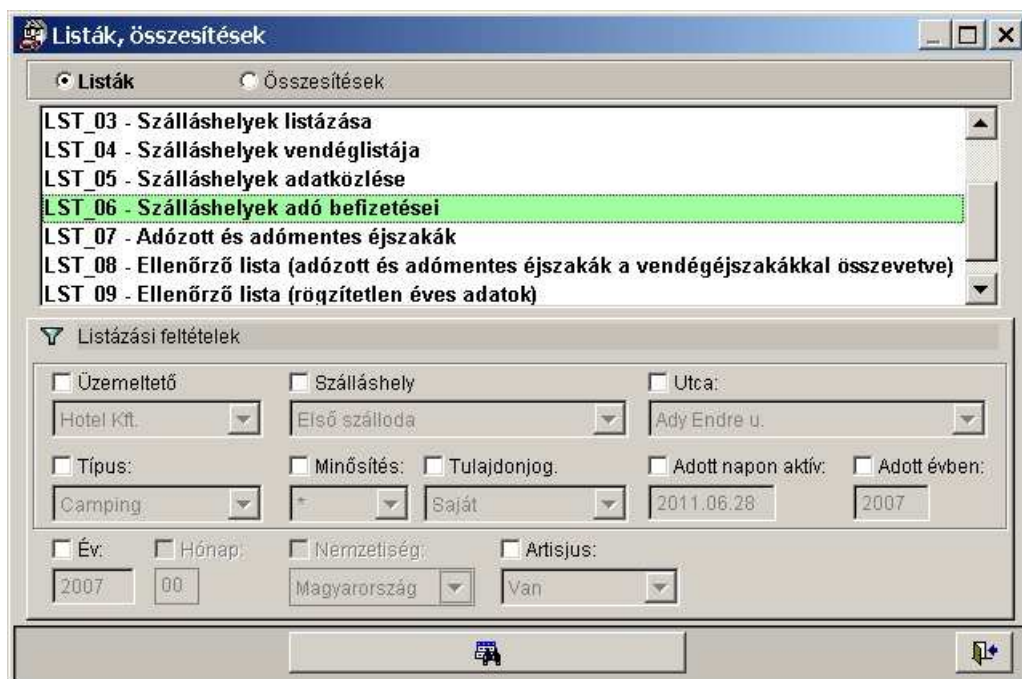 Listák, összesítések
Listák Összesítések
LST_03 - Szálláshelyek listázása
LST_04 - Szálláshelyek vendéglistája
LST_05 - Szálláshelyek adatközlése
LST_06 - Szálláshelyek adó befizetései
LST_07 - Adózott és adómentes éjszakák
LST_08 - Ellenőrző lista (adózott és adómentes éjszakák a vendégéjszakákkal összevetve)
LST_09 - Ellenőrző lista (rögzítetlen éves adatok)
Listázási feltételek
Üzemeltető Szálláshely Utca:
Hotel Kft. Első szálloda Ady Endre u.
Típus: Minősítés: Tulajdonjog. Adott napon aktív: Adott évben:
Camping * Saját 2011.06.28 2007
Év: Hónap: Nemzetiség: Artisjus:
2007 00 Magyarország Van